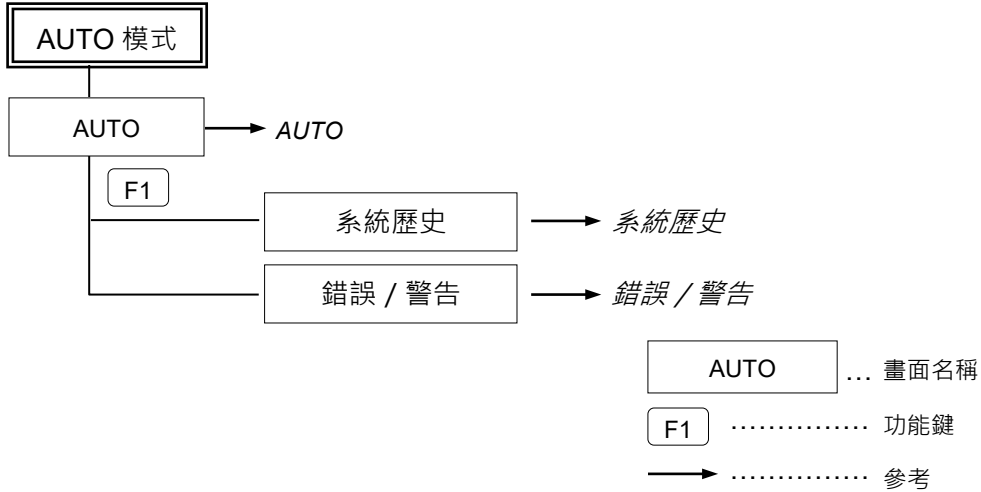 AUTO 模式
AUTO AUTO
F1
系統歷史 系統歷史
錯誤 / 警告 錯誤 / 警告
AUTO ... 畫面名稱
F1 ............... 功能鍵
............... 參考